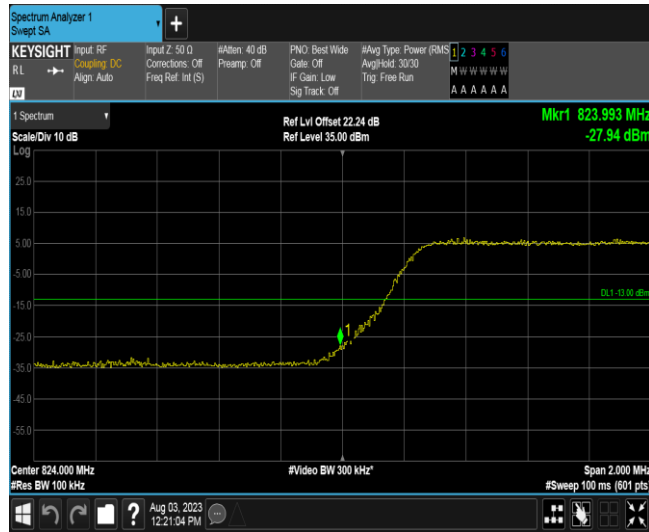 Spectrum Analyzer 1
Swept SA
KEYSIGHT
RL
LXI
Input: RF
Coupling: DC
Align: Auto
Input Z: 50 Ω
Corrections: Off
Freq Ref: Int (S)
#Atten: 40 dB
Preamp: Off
PNO: Best Wide
Gate: Off
IF Gain: Low
Sig Track: Off
#Avg Type: Power (RMS
Avg|Hold: 30/30
Trig: Free Run
1 2 3 4 5 6
M W W W W W
A A A A A A
1 Spectrum
Scale/Div 10 dB
Ref Lvl Offset 22.24 dB
Ref Level 35.00 dBm
Mkr1 823.993 MHz
-27.94 dBm
Log
25.0
15.0
5.00
-5.00
DL1 -13.00 dBm
-15.0
1
-25.0
-35.0
-45.0
-55.0
Center 824.000 MHz
#Res BW 100 kHz
#Video BW 300 kHz*
Span 2.000 MHz
#Sweep 100 ms (601 pts)
?
Aug 03, 2023
12:21:04 PM